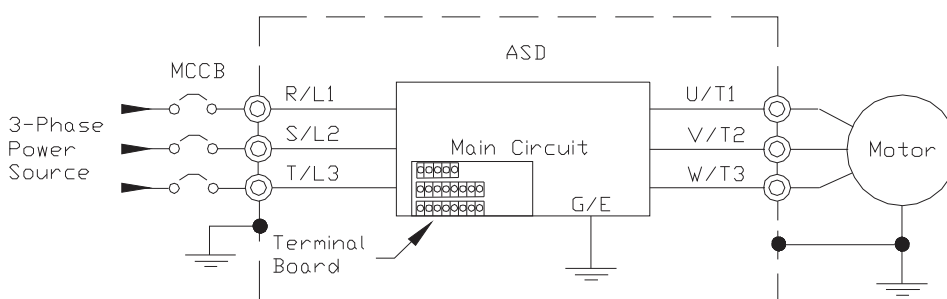 ASD
MCCB
R/L1
U/T1
3-Phase
Power
Source
S/L2
V/T2
Main Circuit
Motor
T/L3
W/T3
G/E
Terminal
Board